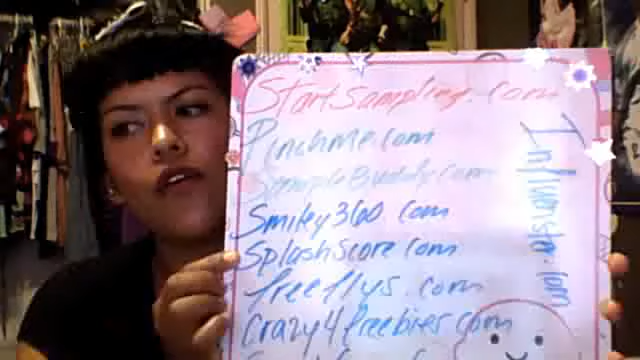 StartSampling.com
PinchMe.com
SampleBuddy.com
Smiley360.com
SplashScore.com
freeflys.com
Crazy4freebies.com
Influenster.com